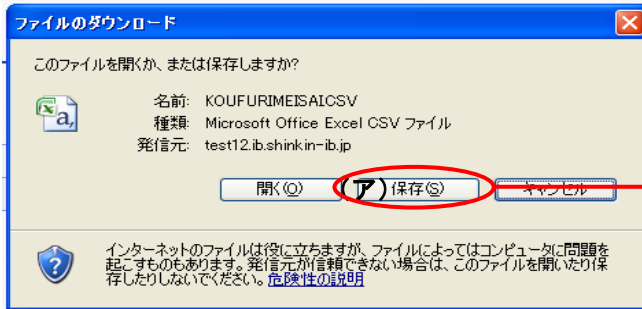 ファイルのダウンロード
このファイルを開くか、または保存しますか?
名前: KOUFURIMEISAICSV
種類: Microsoft Office Excel CSV ファイル
発信元: test12.ib.shinkin-ib.jp
開く(O) (ア) 保存(S) キャンセル
インターネットのファイルは役に立ちますが、ファイルによってはコンピュータに問題を
起こすものもあります。発信元が信頼できない場合は、このファイルを開いたり保
存したりしないでください。危険性の説明